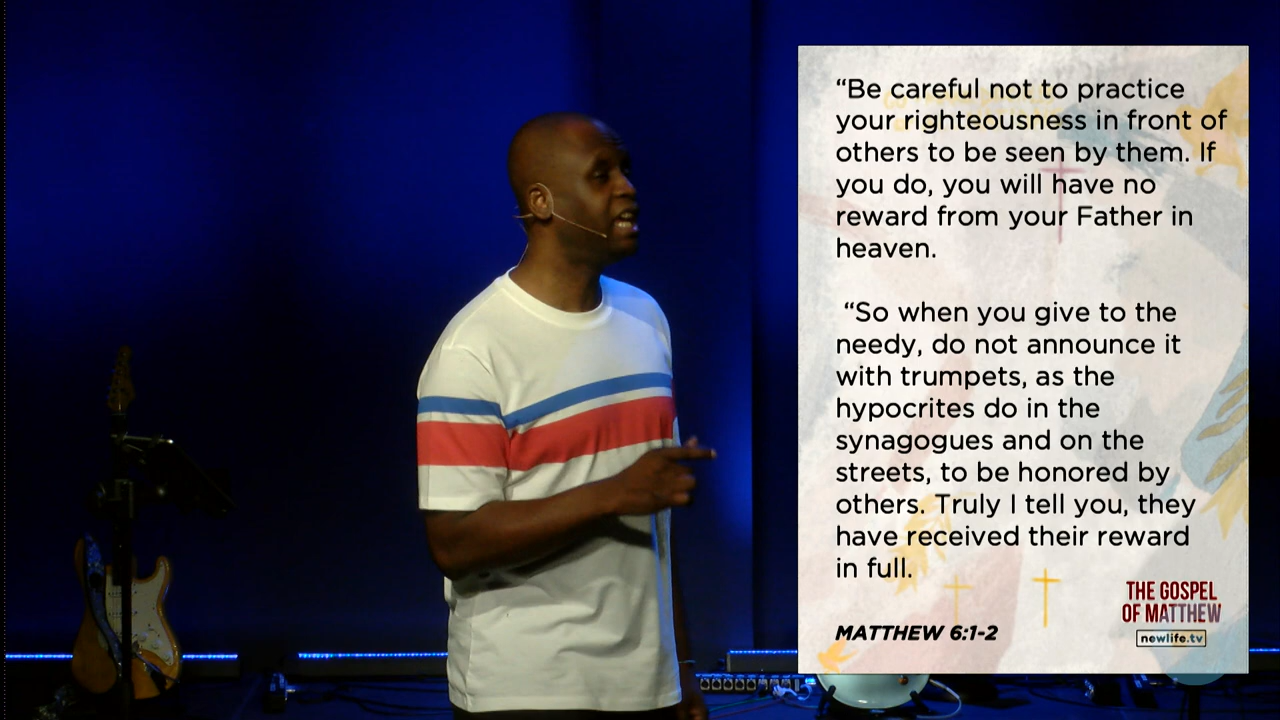 “Be careful not to practice
your righteousness in front of
others to be seen by them. If
you do, you will have no
reward from your Father in
heaven.
“So when you give to the
needy, do not announce it
with trumpets, as the
hypocrites do in the
synagogues and on the
streets, to be honored by
others. Truly I tell you, they
have received their reward
in full.
MATTHEW 6:1-2
THE GOSPEL
OF MATTHEW
newlife.tv